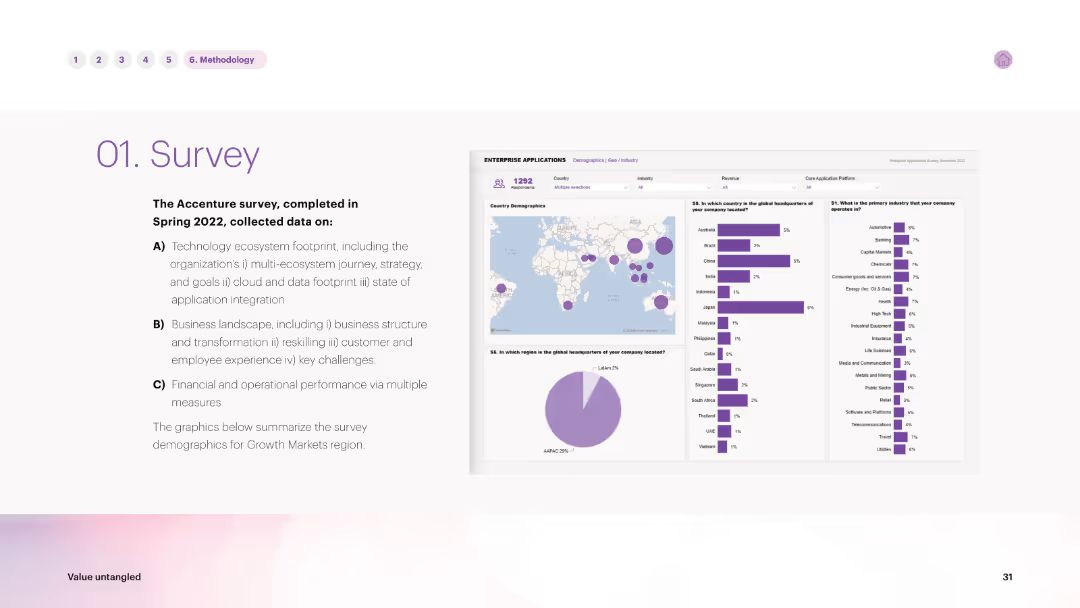 1 2 3 4 5 6. Methodology
01. Survey
The Accenture survey, completed in
Spring 2022, collected data on:
A) Technology ecosystem footprint, including the
organization's i) multi-ecosystem journey, strategy,
and goals ii) cloud and data footprint iii) state of
application integration
B) Business landscape, including i) business structure
and transformation ii) reskilling iii) customer and
employee experience iv) key challenges.
C) Financial and operational performance via multiple
measures
The graphics below summarize the survey
demographics for Growth Markets region.
ENTERPRISE APPLICATIONS Demographics | Geo / Industry
1292
Respondents
Country
Multiple selections
Industry
All
Revenue
All
Core Application Platform
All
Country Demographics
S6. In which region is the global headquarters of your company located?
LatAm 2%
AAPAC 29%
S5. In which country is the global headquarters of
your company located?
Australia 5%
Brazil 2%
China
India 2%
Indonesia 1%
Japan
Malaysia 1%
Philippines 1%
Qatar
Saudi Arabia 1%
Singapore 2%
South Africa 2%
Thailand 1%
UAE 1%
Vietnam 1%
S1. What is the primary industry that your company
operates in?
Automotive 5%
Banking 7%
Capital Markets 4%
Chemicals
Consumer goods and services 7%
Energy (inc. Oil & Gas) 4%
Health 7%
High Tech 6%
Industrial Equipment 5%
Insurance 4%
Life Sciences 6%
Media and Communication 3%
Metals and Mining 6%
Public Sector 5%
Retail 3%
Software and Platforms 5%
Telecommunications 4%
Travel 7%
Utilities 6%
Value untangled
31